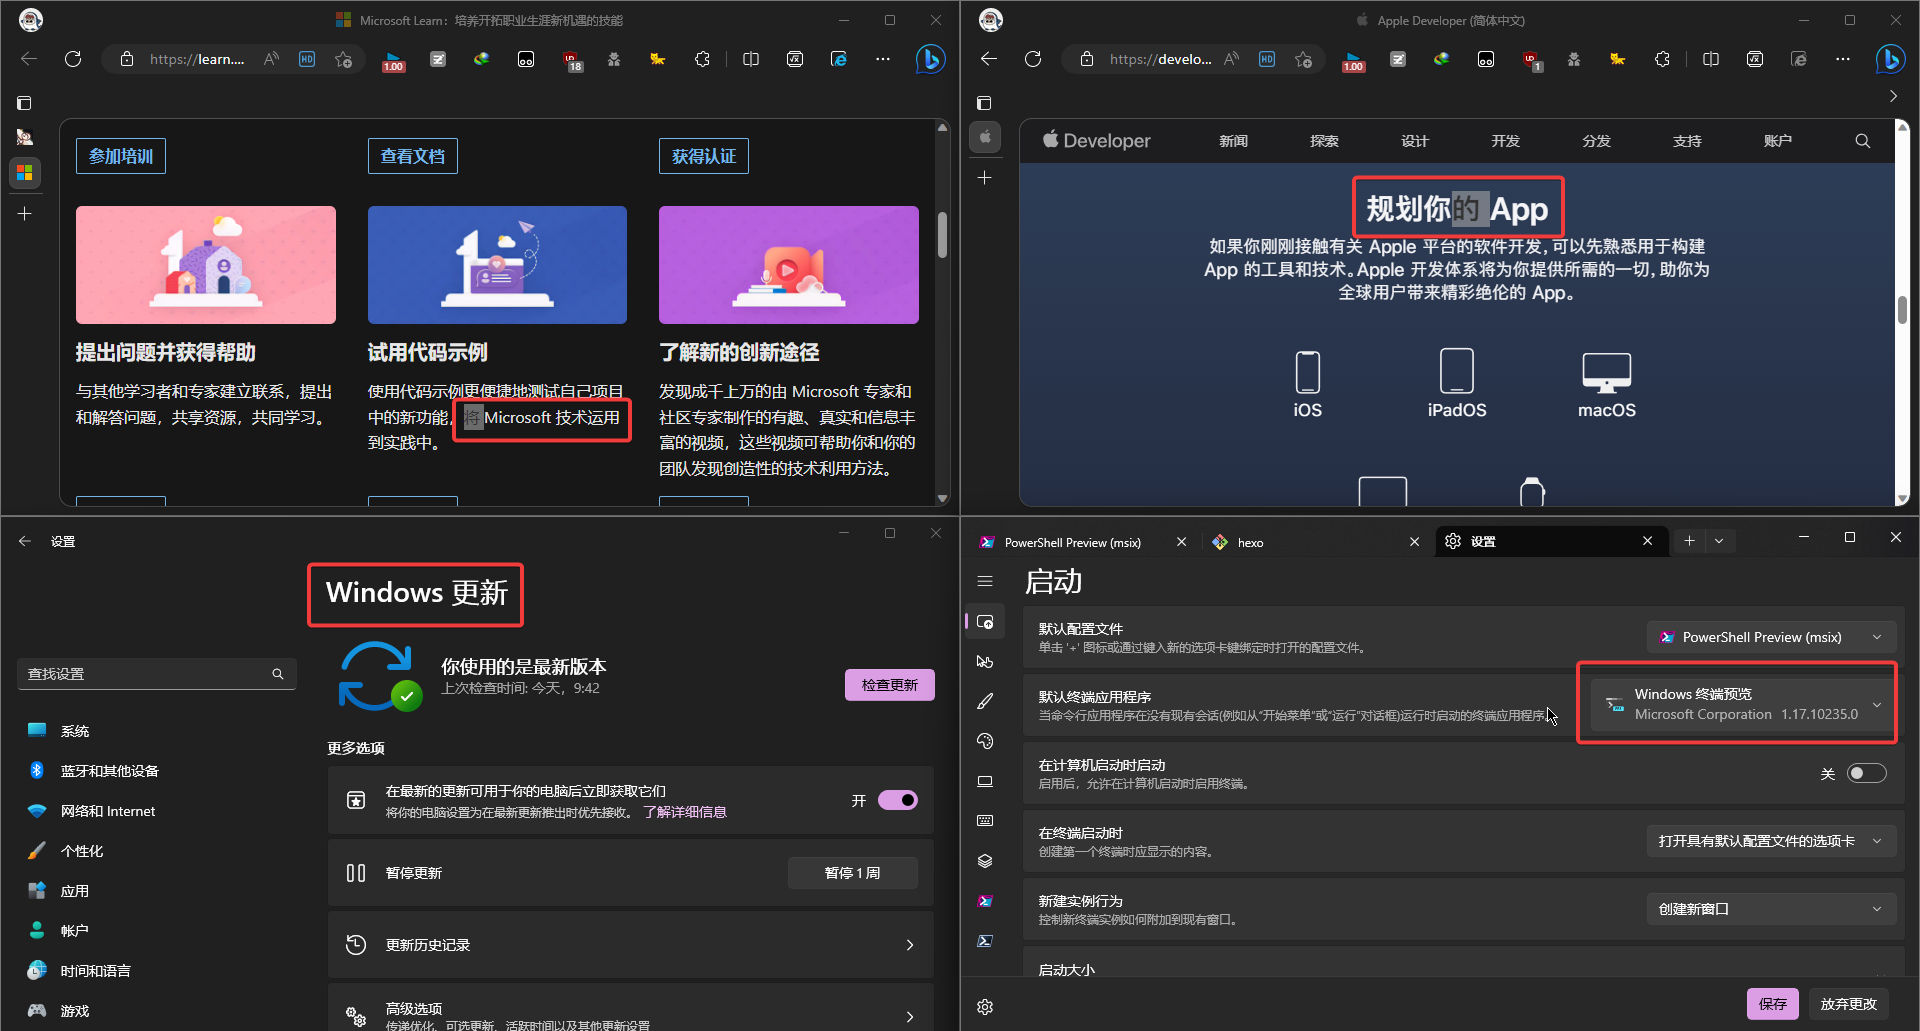 Microsoft Learn：培养开拓职业生涯新机遇的技能
https://learn....
HD
1.00
18
参加培训
查看文档
获得认证
提出问题并获得帮助
与其他学习者和专家建立联系，提出
和解答问题，共享资源，共同学习。
试用代码示例
使用代码示例更便捷地测试自己项目
中的新功能，将 Microsoft 技术运用
到实践中。
了解新的创新途径
发现成千上万的由 Microsoft 专家和
社区专家制作的有趣、真实和信息丰
富的视频，这些视频可帮助你和你的
团队发现创造性的技术利用方法。
Apple Developer (简体中文)
https://develo...
HD
1.00
1
Developer
新闻
探索
设计
开发
分发
支持
账户
规划你的 App
如果你刚刚接触有关 Apple 平台的软件开发，可以先熟悉用于构建
App 的工具和技术。Apple 开发体系将为你提供所需的一切，助你为
全球用户带来精彩绝伦的 App。
iOS
iPadOS
macOS
设置
Windows 更新
查找设置
系统
蓝牙和其他设备
网络和 Internet
个性化
应用
帐户
时间和语言
游戏
你使用的是最新版本
上次检查时间: 今天，9:42
检查更新
更多选项
在最新的更新可用于你的电脑后立即获取它们
将你的电脑设置为在最新更新推出时优先接收。 了解详细信息
开
暂停更新
暂停 1 周
更新历史记录
高级选项
传递优化、可选更新、活跃时间以及其他更新设置
PowerShell Preview (msix)
hexo
设置
启动
默认配置文件
单击 '+' 图标或通过键入新的选项卡键绑定时打开的配置文件。
PowerShell Preview (msix)
默认终端应用程序
当命令行应用程序在没有现有会话(例如从“开始菜单”或“运行”对话框)运行时启动的终端应用程序。
Windows 终端预览
Microsoft Corporation 1.17.10235.0
在计算机启动时启动
启用后，允许在计算机启动时启用终端。
关
在终端启动时
创建第一个终端时应显示的内容。
打开具有默认配置文件的选项卡
新建实例行为
控制新终端实例如何附加到现有窗口。
创建新窗口
启动大小
保存
放弃更改